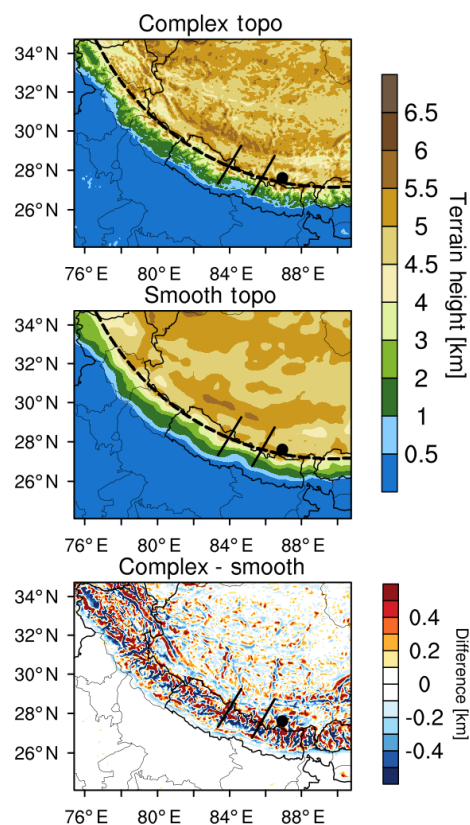 Complex topo
34° N
32° N
30° N
28° N
26° N
76° E 80° E 84° E 88° E
Smooth topo
34° N
32° N
30° N
28° N
26° N
76° E 80° E 84° E 88° E
6.5
6
5.5
5
4.5
4
3
2
1
0.5
Terrain height [km]
Complex - smooth
34° N
32° N
30° N
28° N
26° N
76° E 80° E 84° E 88° E
0.4
0.2
0
-0.2
-0.4
Difference [km]